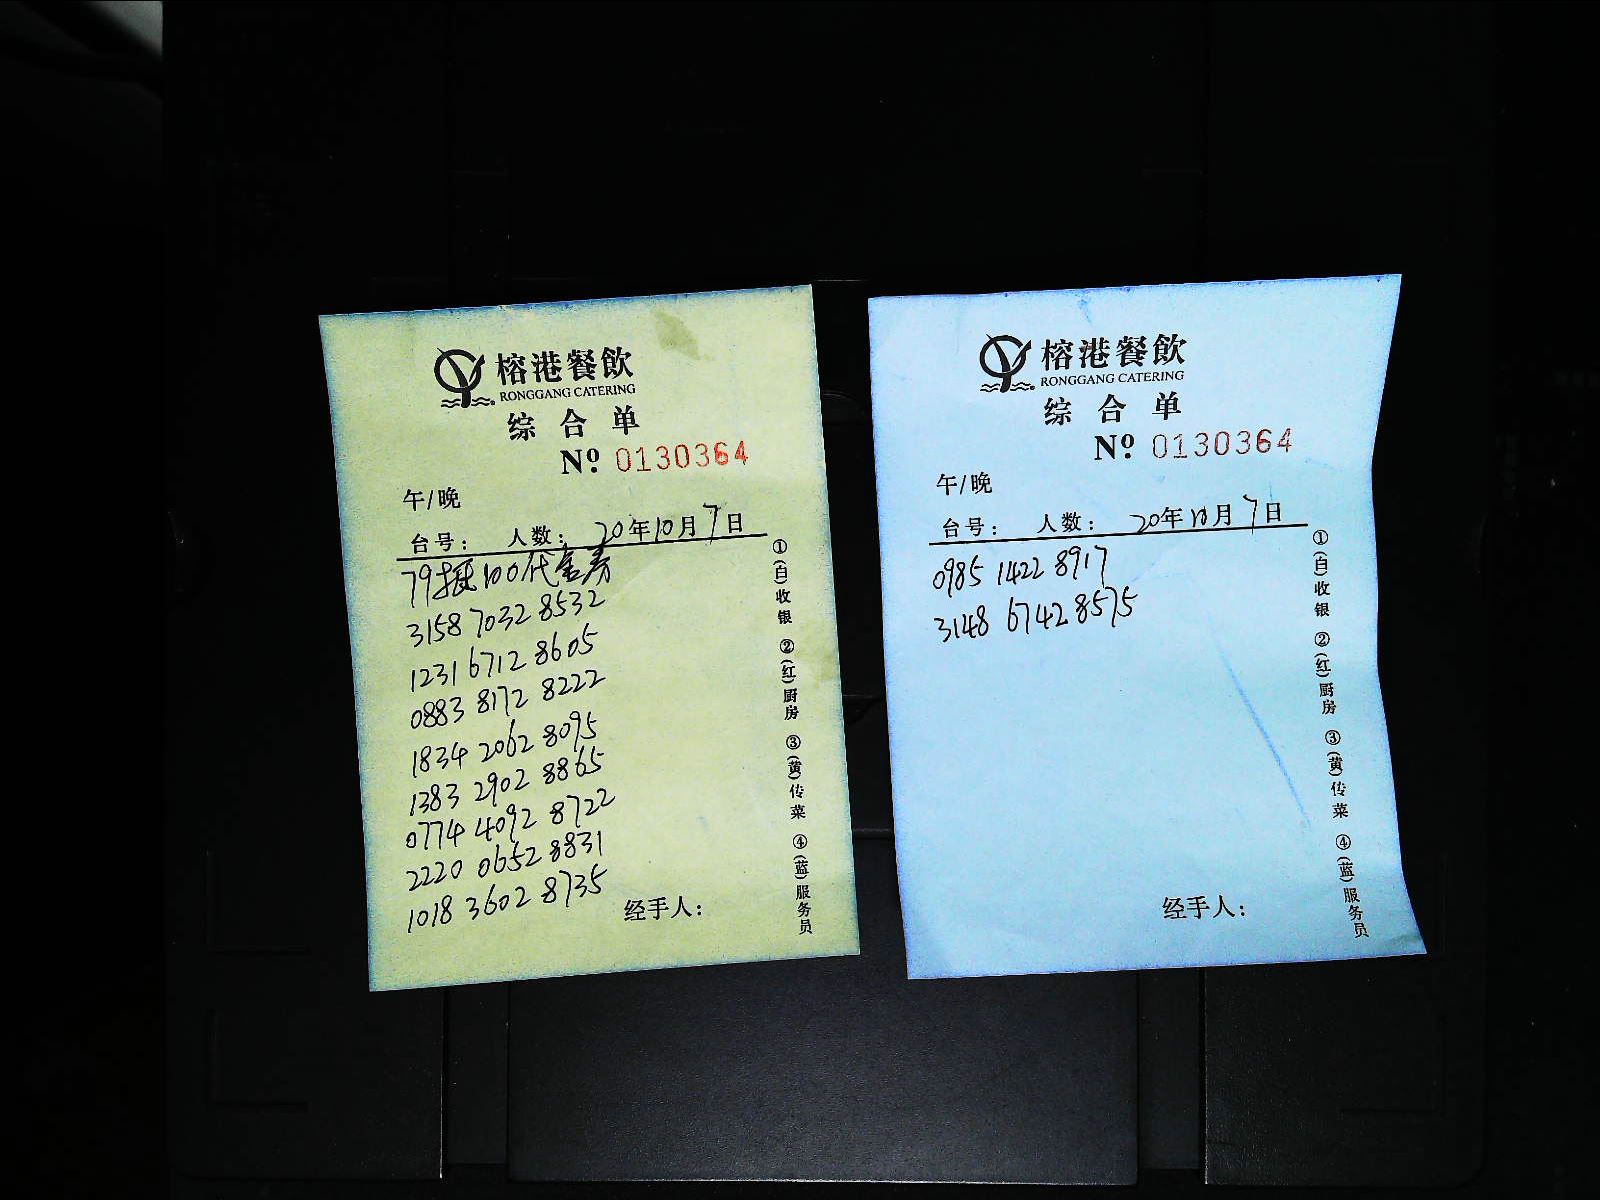 榕港餐飲
RONGGANG CATERING
综合单
Nº 0130364
午/晚
台号： 人数： 20年10月7日
79抵100代金券
3158 7032 8532
1231 6712 8605
0883 8172 8222
1834 2062 8095
1383 2902 8865
0774 4092 8722
2220 0652 8831
1018 3602 8735
经手人：
①(白)收银 ②(红)厨房 ③(黄)传菜 ④(蓝)服务员
榕港餐飲
RONGGANG CATERING
综合单
Nº 0130364
午/晚
台号： 人数： 20年10月7日
0985 1422 8917
3148 6742 8575
经手人：
①(白)收银 ②(红)厨房 ③(黄)传菜 ④(蓝)服务员